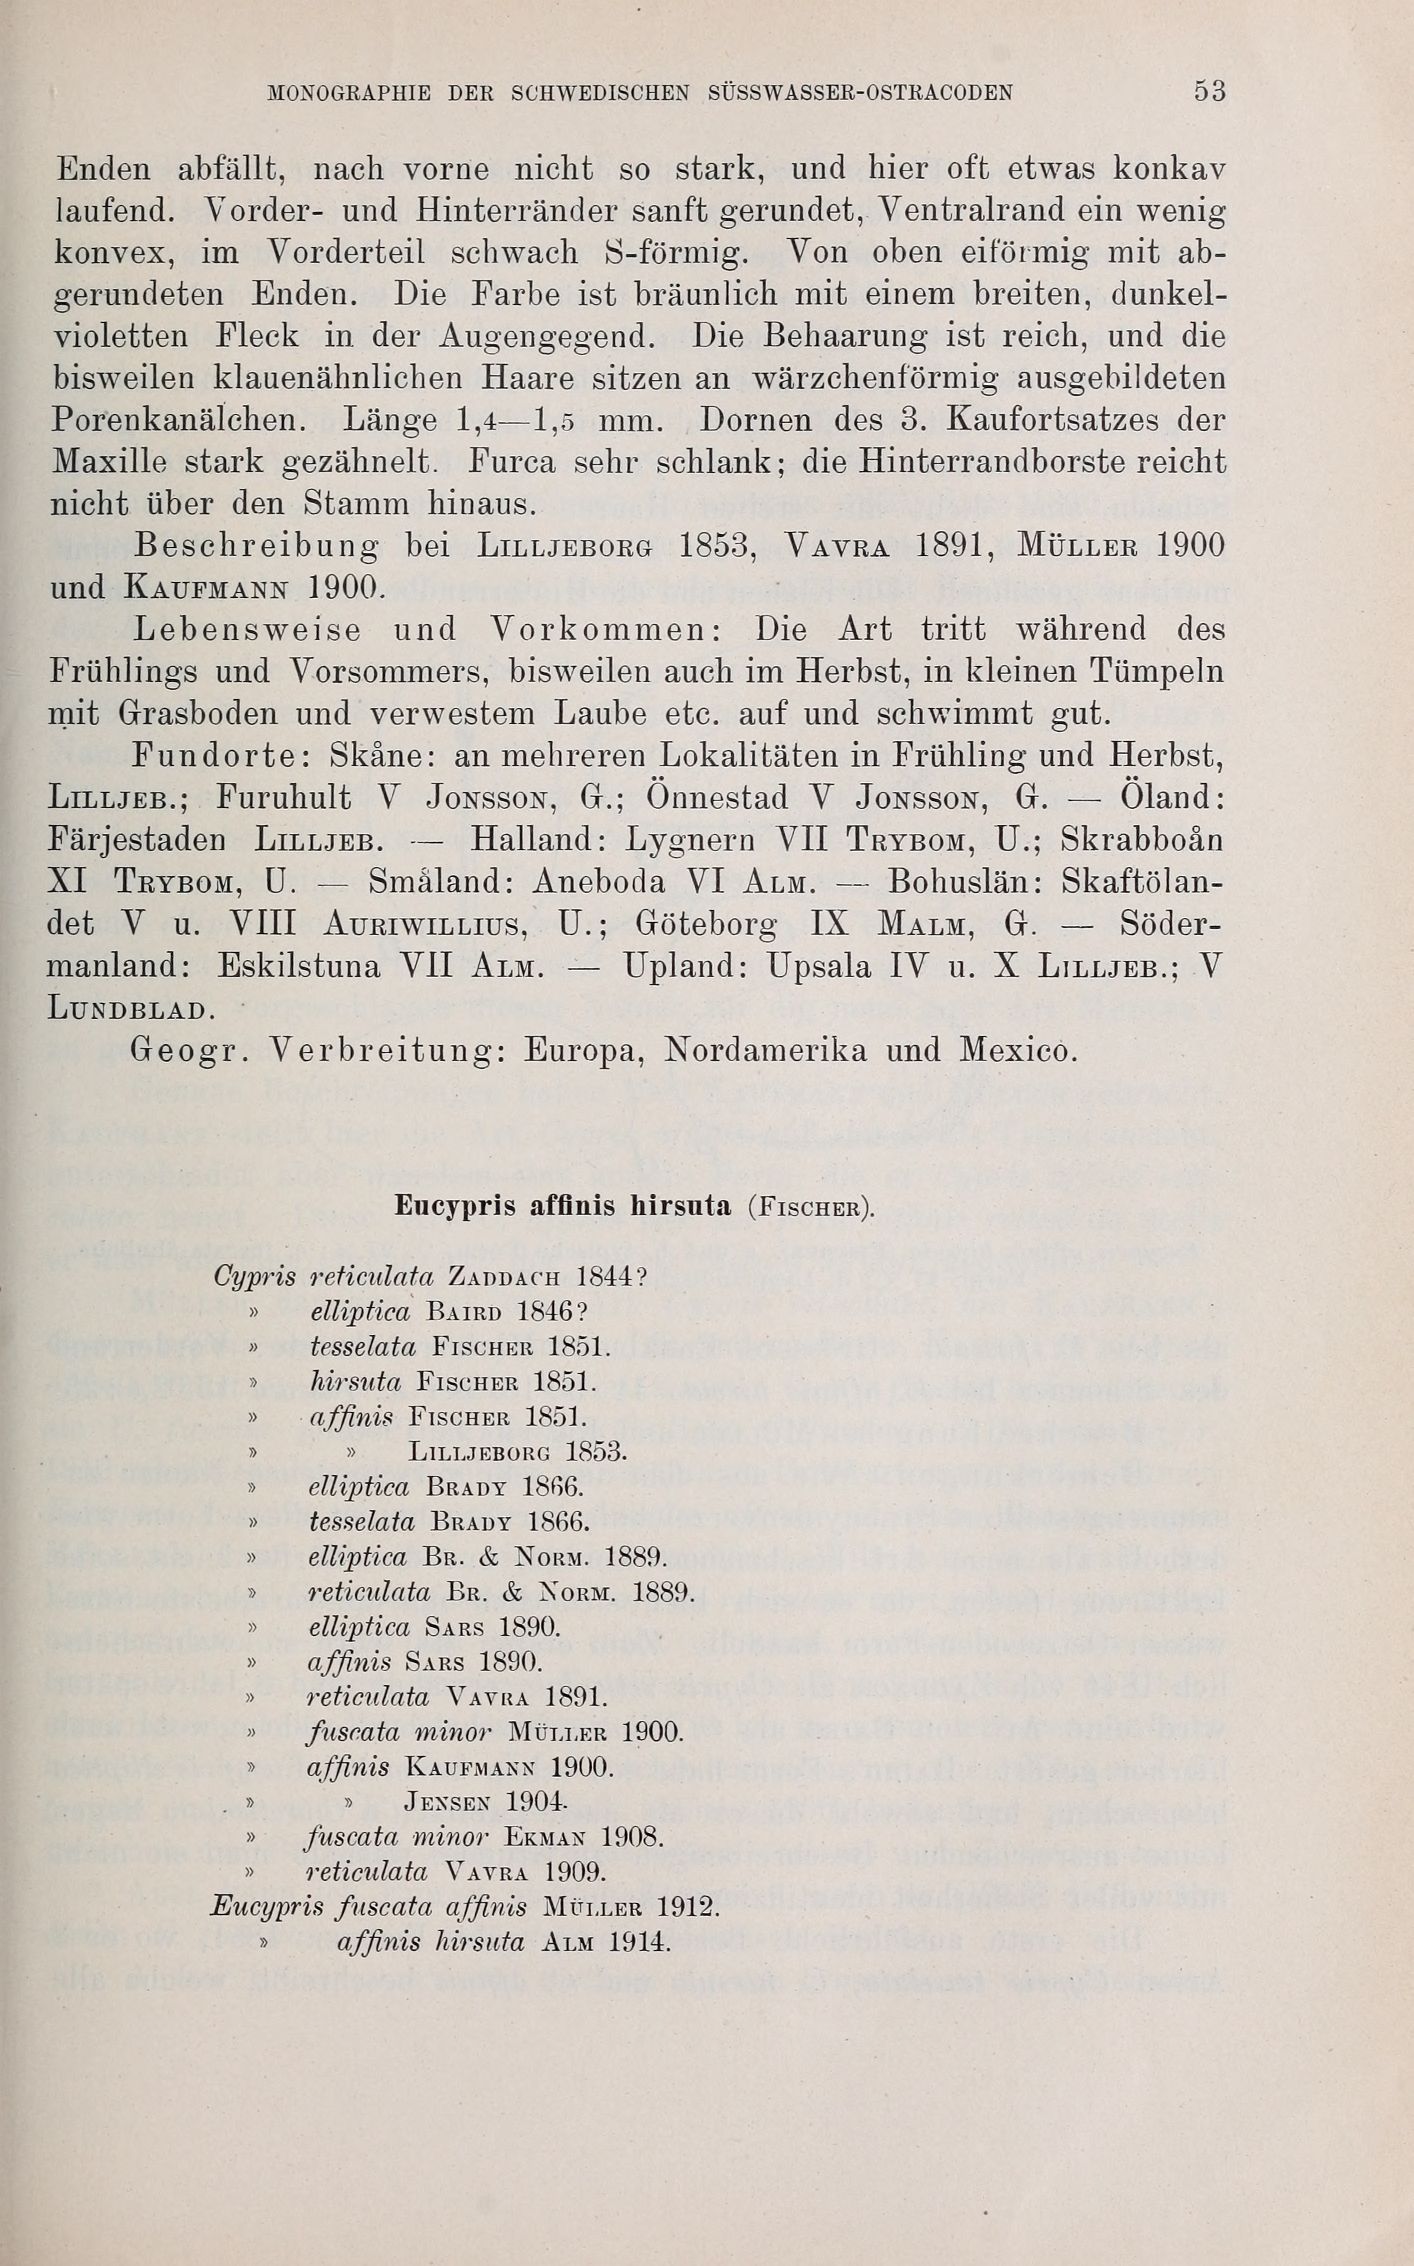 MONOGRAPHIE DER SCHWEDISCHEN SÜSSWASSER-OSTRACODEN 53
Enden abfällt, nach vorne nicht so stark, und hier oft etwas konkav
laufend. Vorder- und Hinterränder sanft gerundet, Ventralrand ein wenig
konvex, im Vorderteil schwach S-förmig. Von oben eiförmig mit ab-
gerundeten Enden. Die Farbe ist bräunlich mit einem breiten, dunkel-
violetten Fleck in der Augengegend. Die Behaarung ist reich, und die
bisweilen klauenähnlichen Haare sitzen an wärzchenförmig ausgebildeten
Porenkanälchen. Länge 1,4—1,5 mm. Dornen des 3. Kaufortsatzes der
Maxille stark gezähnelt. Furca sehr schlank; die Hinterrandborste reicht
nicht über den Stamm hinaus.
Beschreibung bei LILLJEBORG 1853, VAVRA 1891, MÜLLER 1900
und KAUFMANN 1900.
Lebensweise und Vorkommen: Die Art tritt während des
Frühlings und Vorsommers, bisweilen auch im Herbst, in kleinen Tümpeln
mit Grasboden und verwestem Laube etc. auf und schwimmt gut.
Fundorte: Skåne: an mehreren Lokalitäten in Frühling und Herbst,
LILLJEB.; Furuhult V JONSSON, G.; Önnestad V JONSSON, G. — Öland:
Färjestaden LILLJEB. — Halland: Lygnern VII TRYBOM, U.; Skrabboån
XI TRYBOM, U. — Småland: Aneboda VI ALM. — Bohuslän: Skaftölan-
det V u. VIII AURIWILLIUS, U.; Göteborg IX MALM, G. — Söder-
manland: Eskilstuna VII ALM. — Upland: Upsala IV u. X LILLJEB.; V
LUNDBLAD.
Geogr. Verbreitung: Europa, Nordamerika und Mexico.
Eucypris affinis hirsuta (FISCHER).
Cypris reticulata ZADDACH 1844?
» elliptica BAIRD 1846?
» tesselata FISCHER 1851.
» hirsuta FISCHER 1851.
» affinis FISCHER 1851.
» » LILLJEBORG 1853.
» elliptica BRADY 1866.
» tesselata BRADY 1866.
» elliptica BR. & NORM. 1889.
» reticulata BR. & NORM. 1889.
» elliptica SARS 1890.
» affinis SARS 1890.
» reticulata VAVRA 1891.
» fuscata minor MÜLLER 1900.
» affinis KAUFMANN 1900.
» » JENSEN 1904.
» fuscata minor EKMAN 1908.
» reticulata VAVRA 1909.
Eucypris fuscata affinis MÜLLER 1912.
» affinis hirsuta ALM 1914.